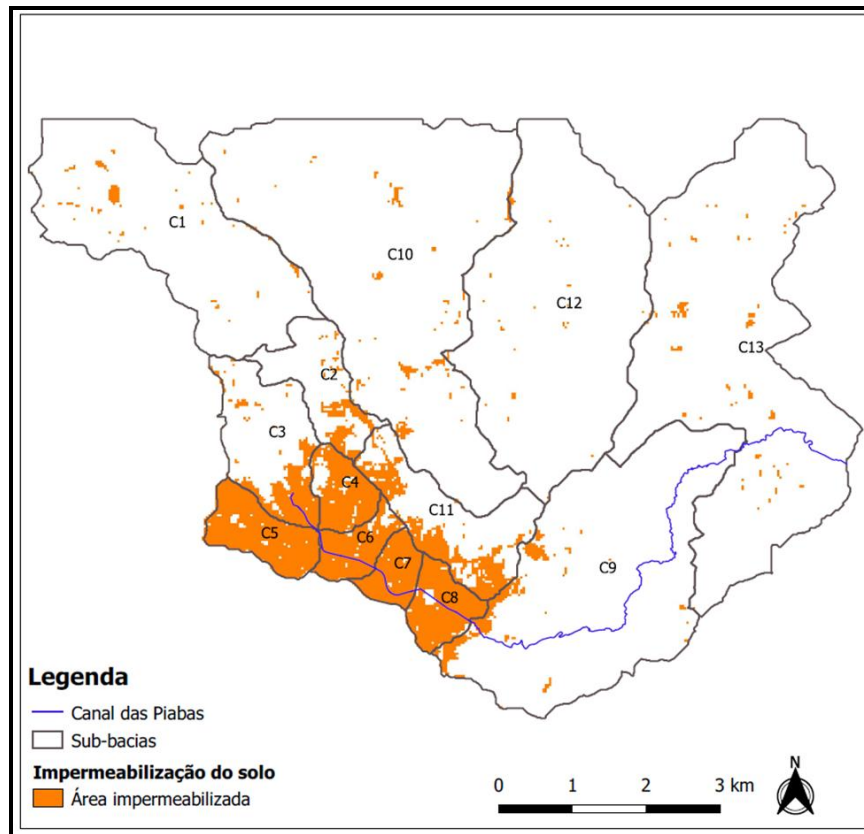 C1
C10
C12
C13
C2
C3
C4
C11
C5
C6
C7
C8
C9
Legenda
Canal das Piabas
Sub-bacias
Impermeabilização do solo
Área impermeabilizada
0 1 2 3 km
N